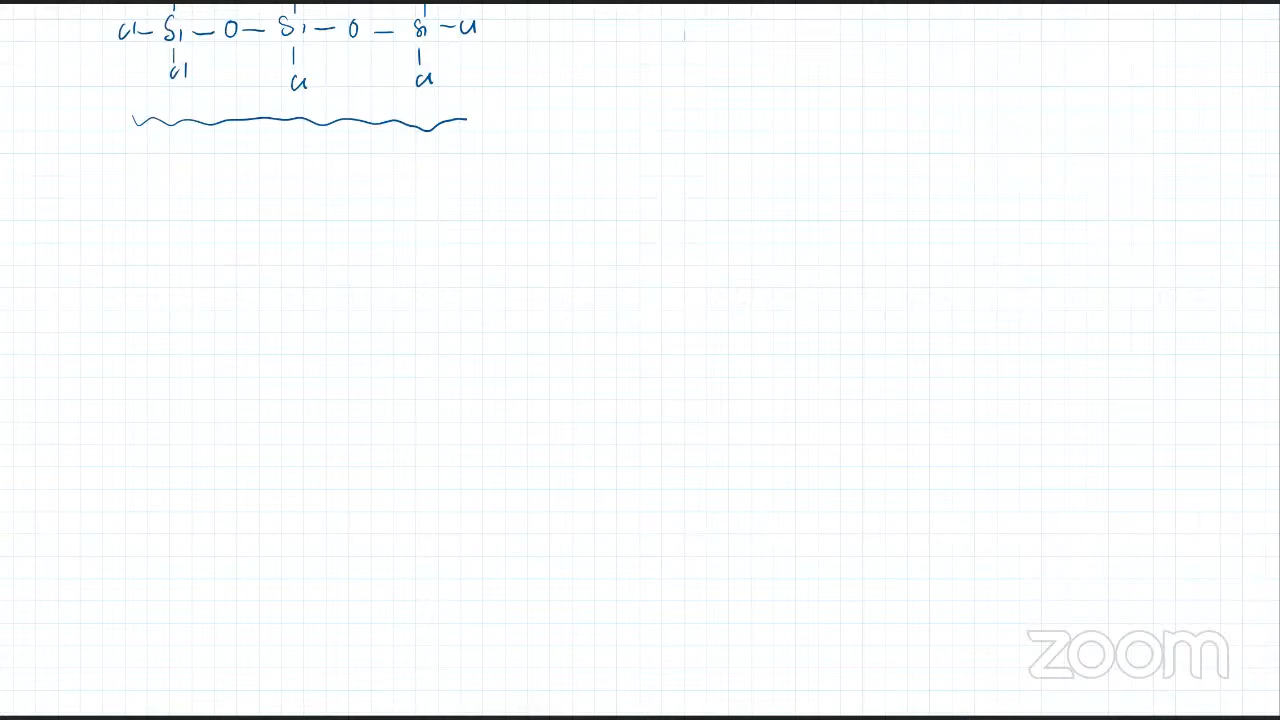 Cl – Si – O – Si – O – Si – Cl
Cl Cl Cl
zoom